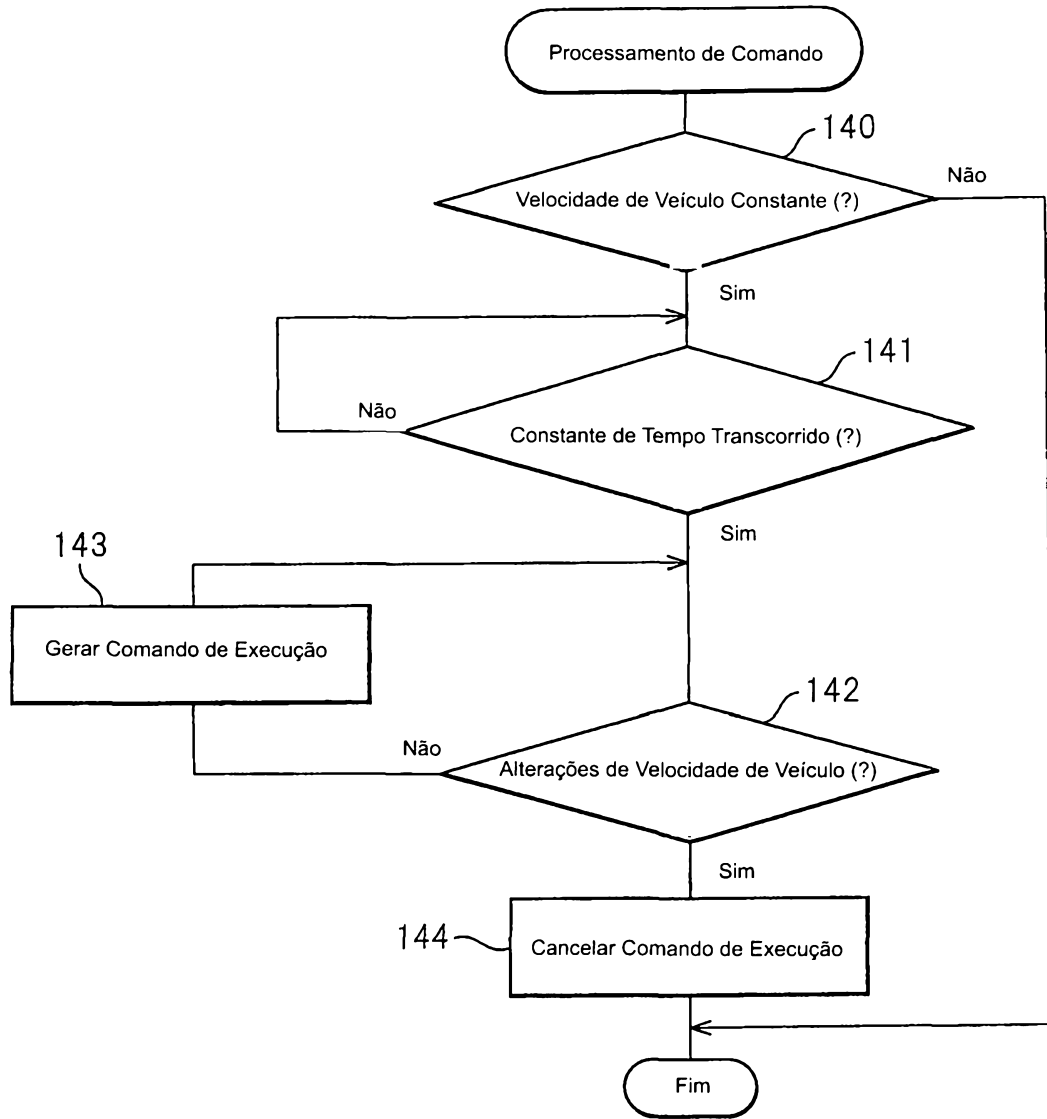 Processamento de Comando
140
Velocidade de Veículo Constante (?)
Não
Sim
141
Constante de Tempo Transcorrido (?)
Não
Sim
143
Gerar Comando de Execução
142
Alterações de Velocidade de Veículo (?)
Não
Sim
144
Cancelar Comando de Execução
Fim